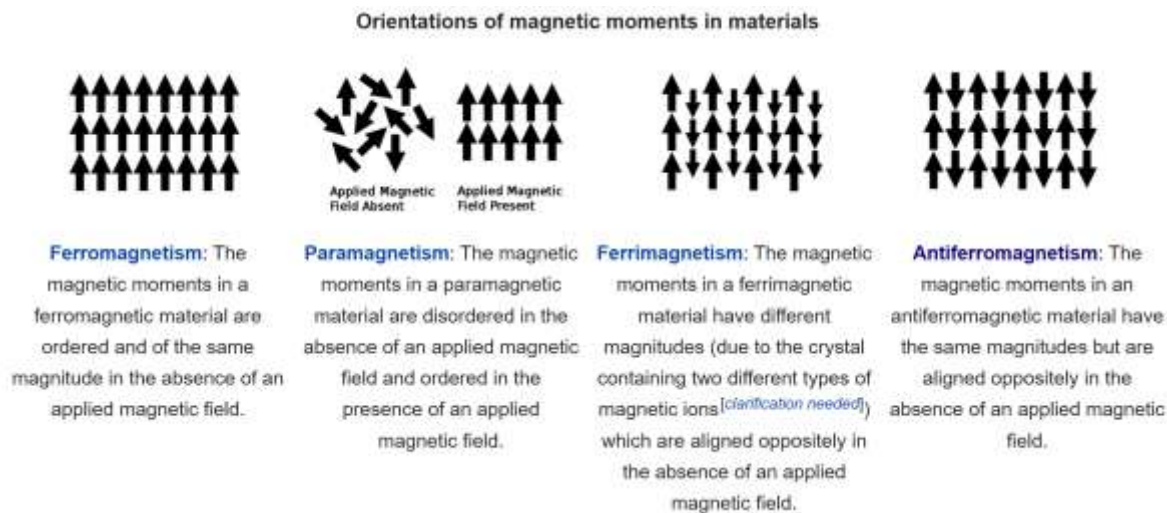 Orientations of magnetic moments in materials
Applied Magnetic
Field Absent
Applied Magnetic
Field Present
Ferromagnetism: The
magnetic moments in a
ferromagnetic material are
ordered and of the same
magnitude in the absence of an
applied magnetic field.
Paramagnetism: The magnetic
moments in a paramagnetic
material are disordered in the
absence of an applied magnetic
field and ordered in the
presence of an applied
magnetic field.
Ferrimagnetism: The magnetic
moments in a ferrimagnetic
material have different
magnitudes (due to the crystal
containing two different types of
magnetic ions[clarification needed])
which are aligned oppositely in
the absence of an applied
magnetic field.
Antiferromagnetism: The
magnetic moments in an
antiferromagnetic material have
the same magnitudes but are
aligned oppositely in the
absence of an applied magnetic
field.